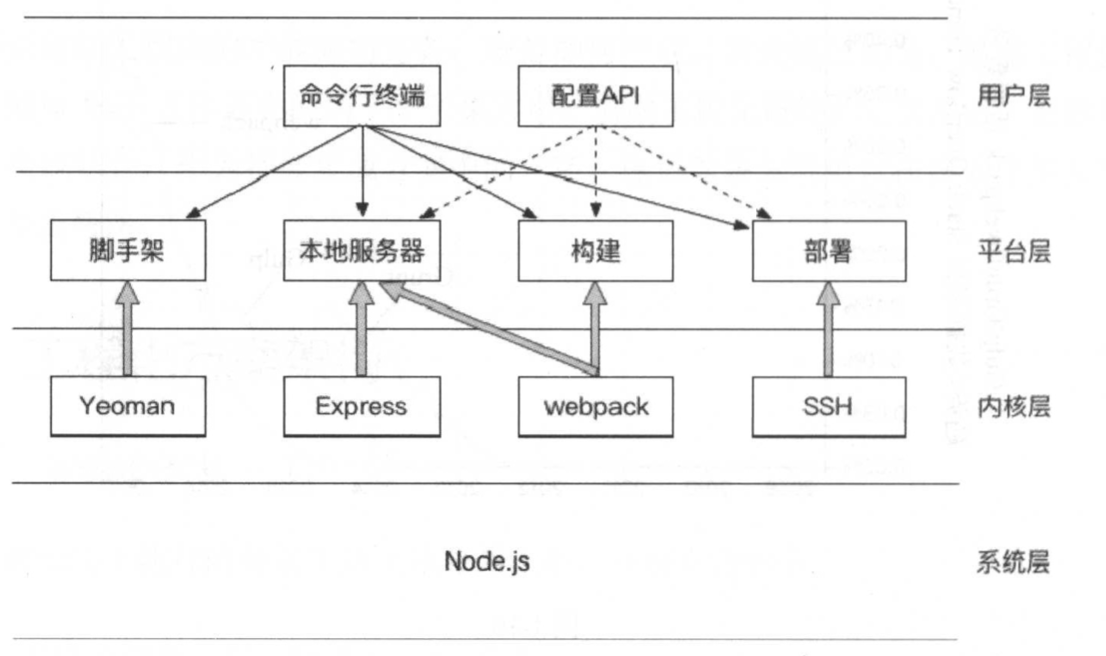 命令行终端 配置API 用户层
脚手架 本地服务器 构建 部署 平台层
Yeoman Express webpack SSH 内核层
Node.js 系统层